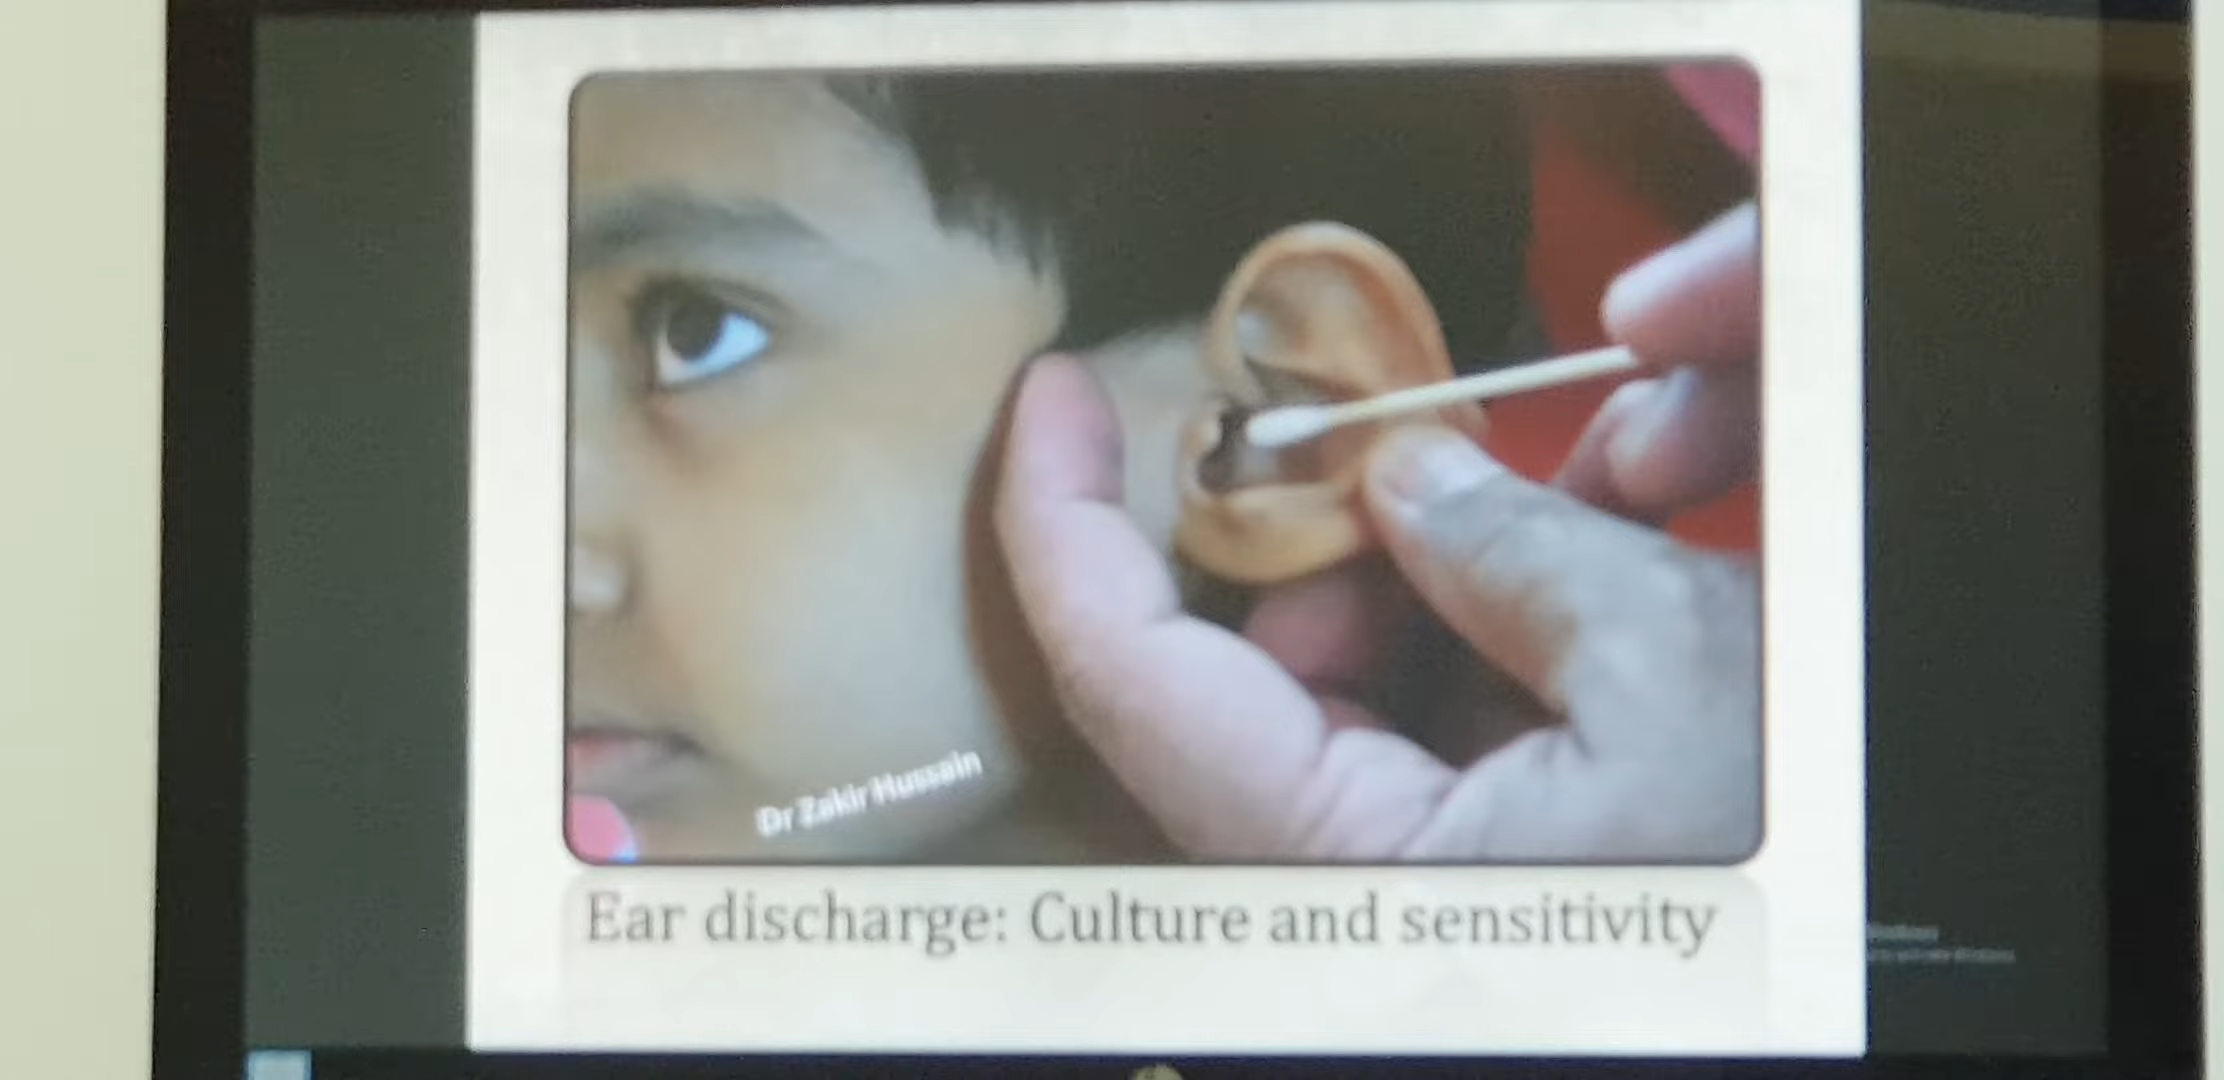 Dr Zakir Hussain
Ear discharge: Culture and sensitivity